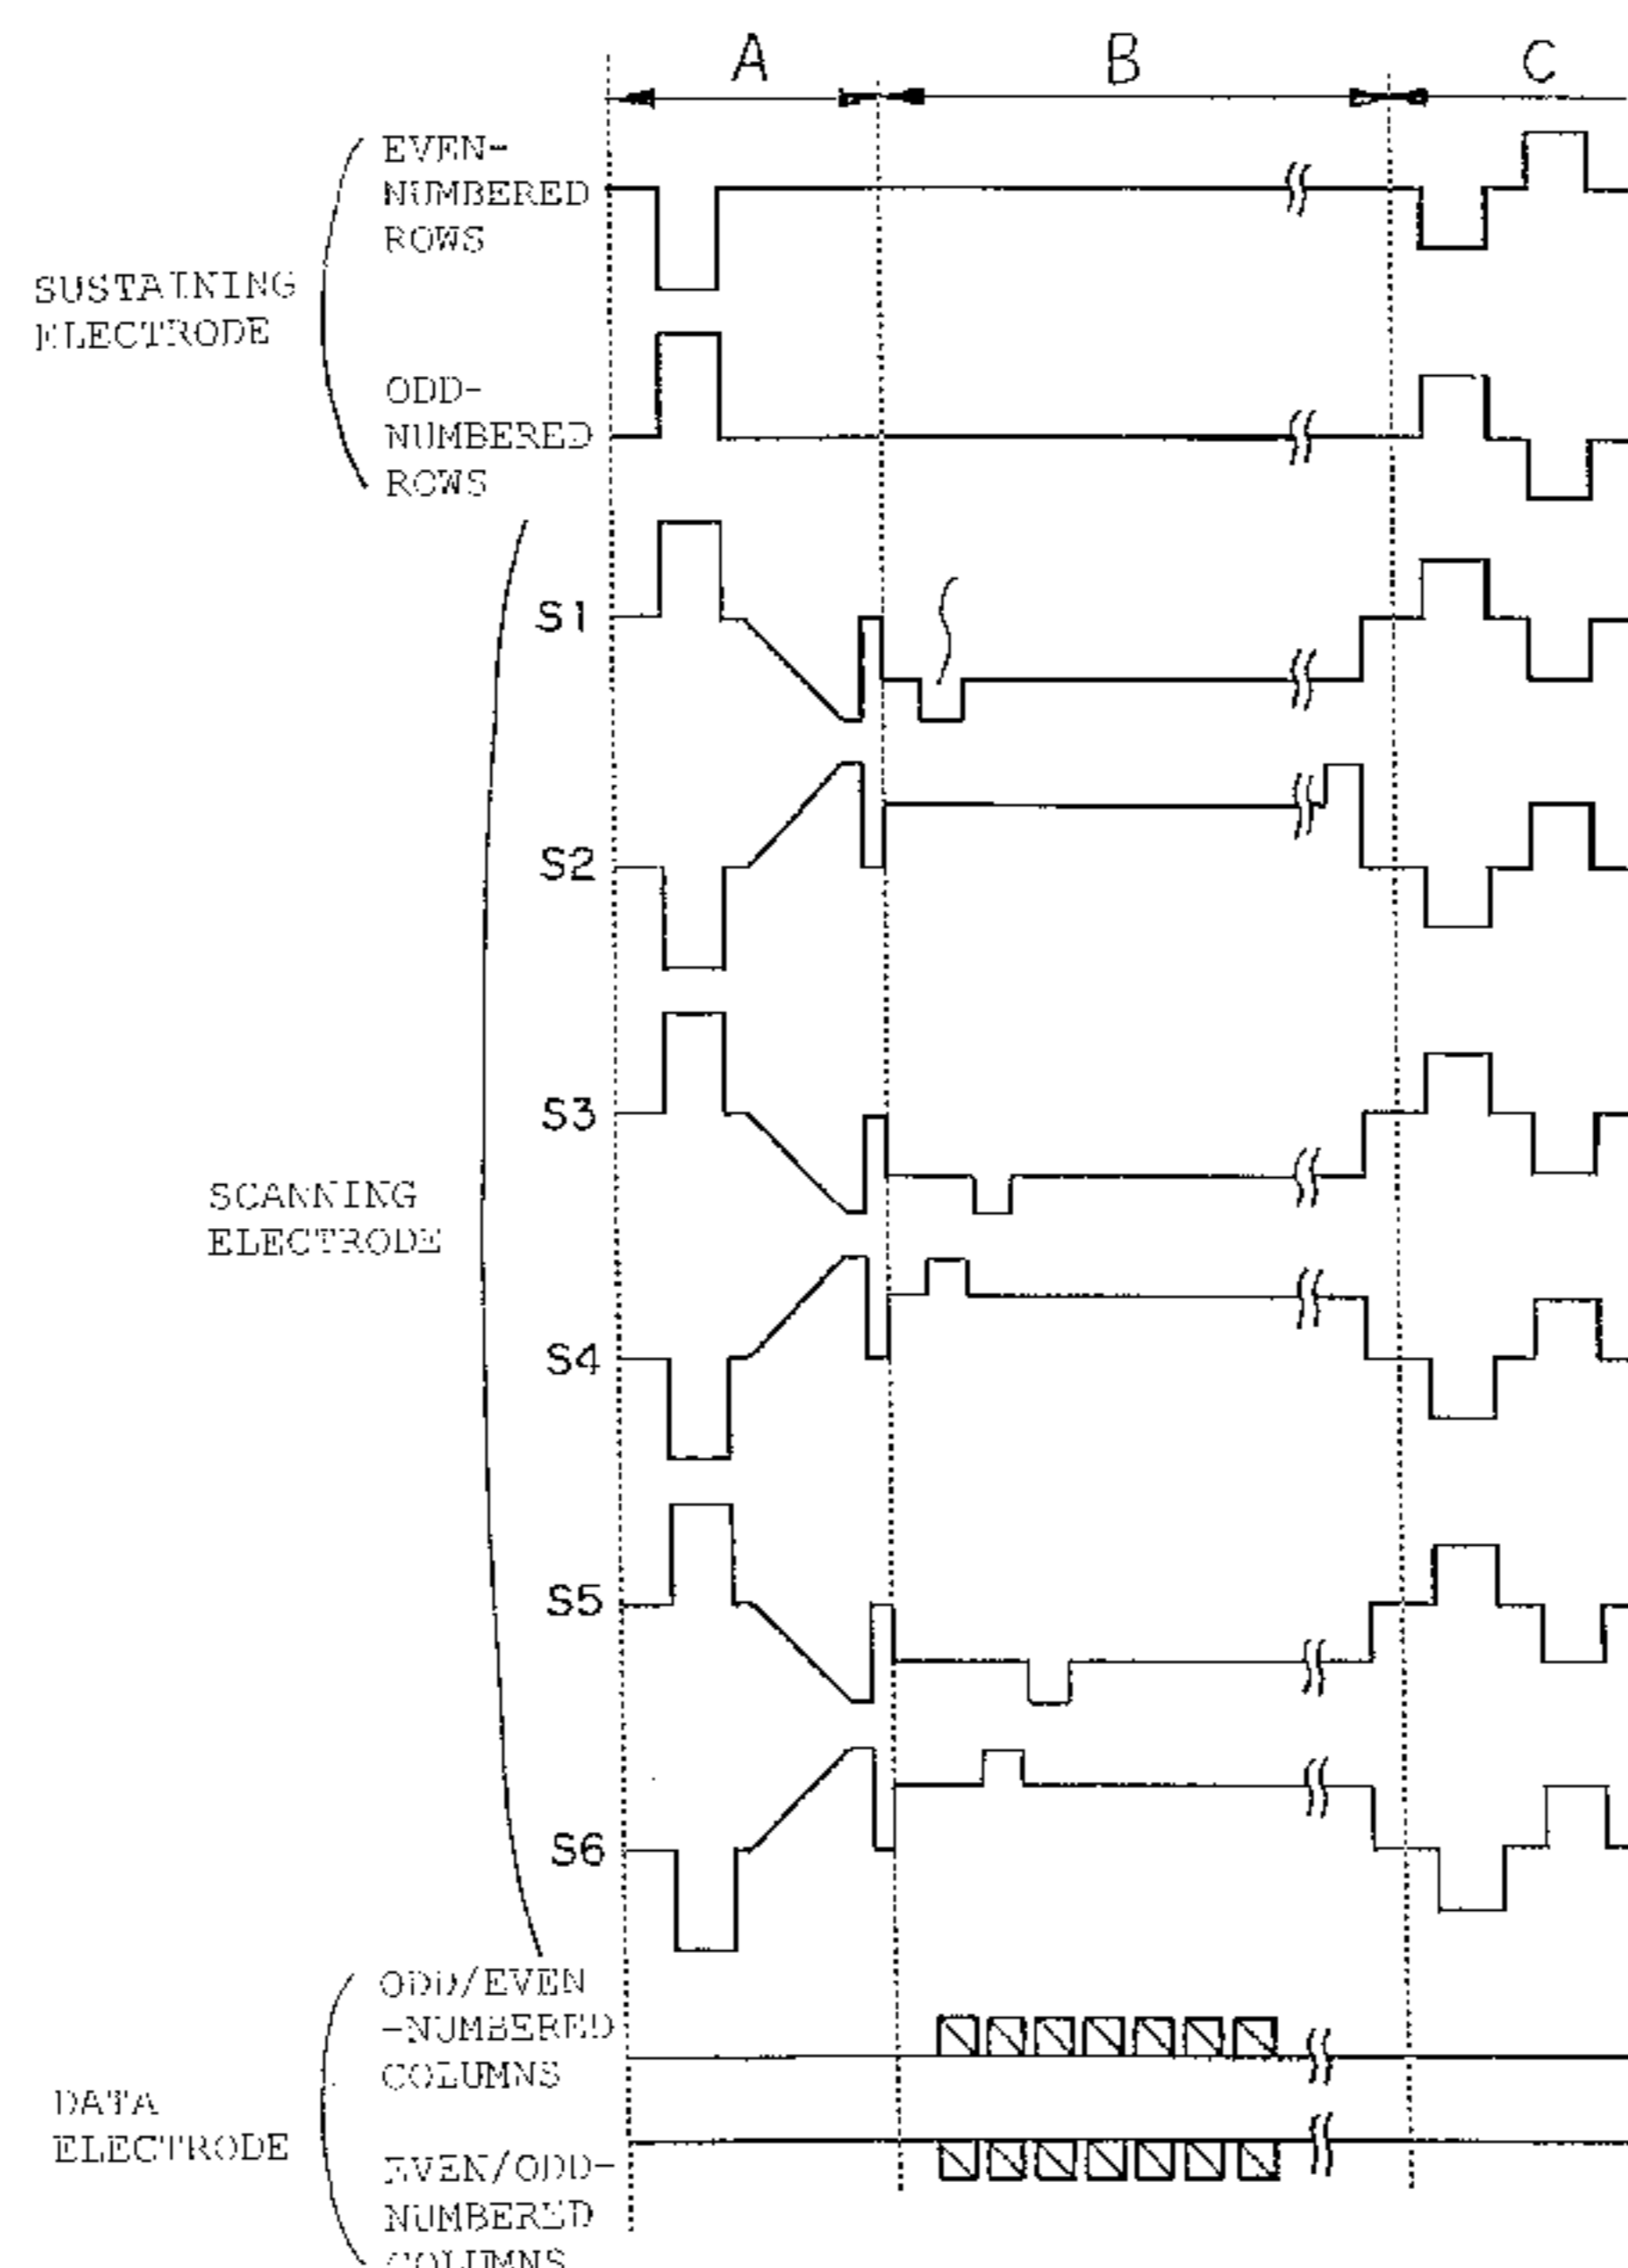 A B C
EVEN-
NUMBERED
ROWS
SUSTAINING
ELECTRODE
ODD-
NUMBERED
ROWS
S1
S2
S3
SCANNING
ELECTRODE
S4
S5
S6
ODD/EVEN
-NUMBERED
COLUMNS
DATA
ELECTRODE
EVEN/ODD-
NUMBERED
COLUMNS